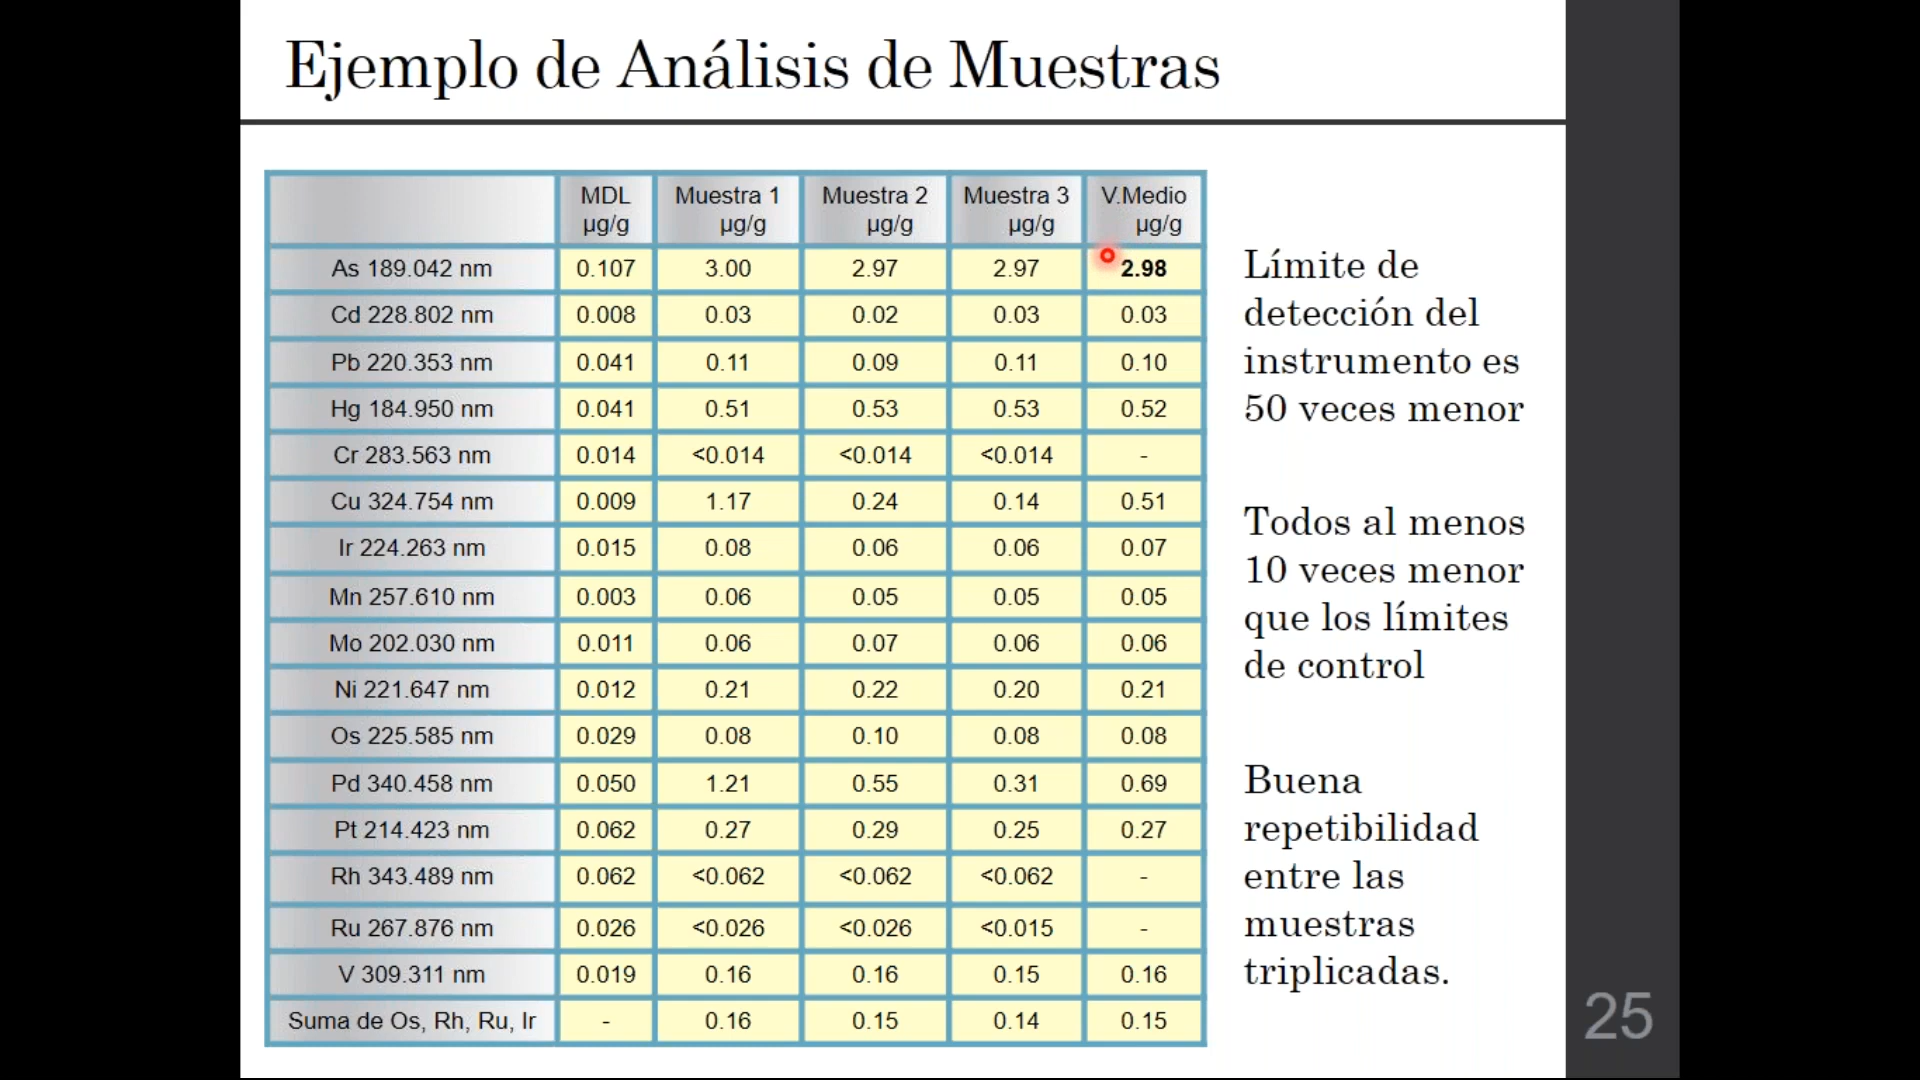 Ejemplo de Análisis de Muestras
MDL µg/g Muestra 1 µg/g Muestra 2 µg/g Muestra 3 µg/g V.Medio µg/g
As 189.042 nm 0.107 3.00 2.97 2.97 2.98
Cd 228.802 nm 0.008 0.03 0.02 0.03 0.03
Pb 220.353 nm 0.041 0.11 0.09 0.11 0.10
Hg 184.950 nm 0.041 0.51 0.53 0.53 0.52
Cr 283.563 nm 0.014 <0.014 <0.014 <0.014 -
Cu 324.754 nm 0.009 1.17 0.24 0.14 0.51
Ir 224.263 nm 0.015 0.08 0.06 0.06 0.07
Mn 257.610 nm 0.003 0.06 0.05 0.05 0.05
Mo 202.030 nm 0.011 0.06 0.07 0.06 0.06
Ni 221.647 nm 0.012 0.21 0.22 0.20 0.21
Os 225.585 nm 0.029 0.08 0.10 0.08 0.08
Pd 340.458 nm 0.050 1.21 0.55 0.31 0.69
Pt 214.423 nm 0.062 0.27 0.29 0.25 0.27
Rh 343.489 nm 0.062 <0.062 <0.062 <0.062 -
Ru 267.876 nm 0.026 <0.026 <0.026 <0.015 -
V 309.311 nm 0.019 0.16 0.16 0.15 0.16
Suma de Os, Rh, Ru, Ir - 0.16 0.15 0.14 0.15
Límite de
detección del
instrumento es
50 veces menor
Todos al menos
10 veces menor
que los límites
de control
Buena
repetibilidad
entre las
muestras
triplicadas.
25